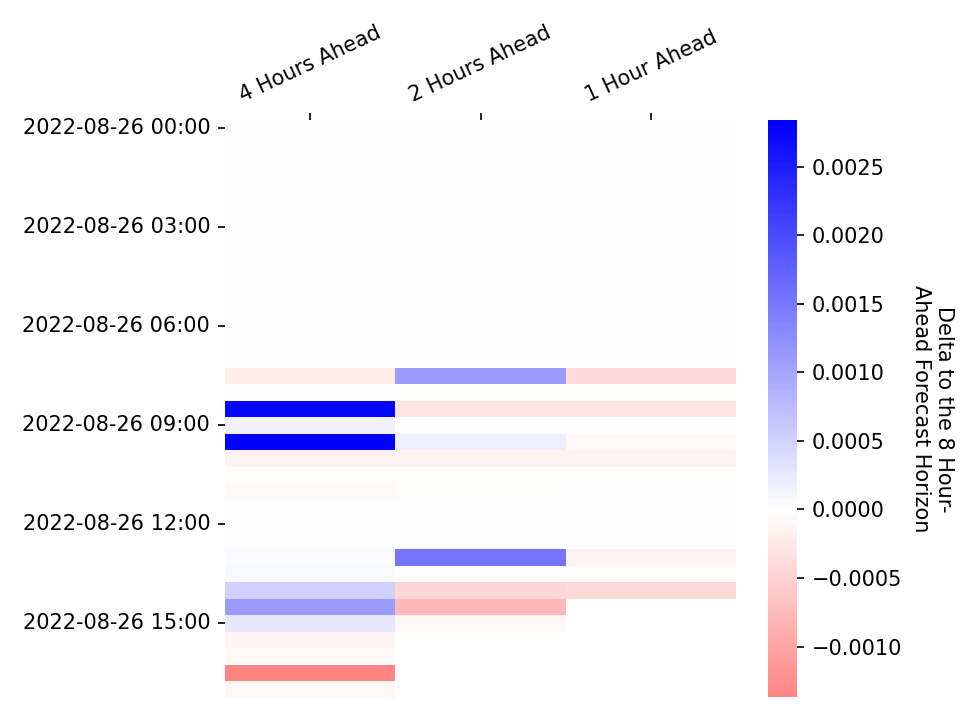 4 Hours Ahead
2 Hours Ahead
1 Hour Ahead
2022-08-26 00:00
2022-08-26 03:00
2022-08-26 06:00
2022-08-26 09:00
2022-08-26 12:00
2022-08-26 15:00
0.0025
0.0020
0.0015
0.0010
0.0005
0.0000
−0.0005
−0.0010
Delta to the 8 Hour-
Ahead Forecast Horizon